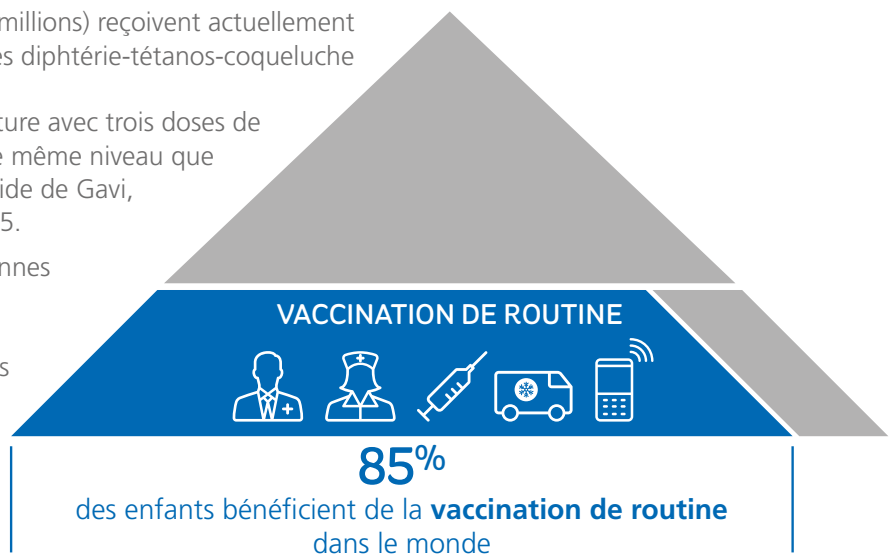 millions) reçoivent actuellement
es diphtérie-tétanos-coqueluche
ture avec trois doses de
e même niveau que
ide de Gavi,
5.
nnes
s
VACCINATION DE ROUTINE
85%
des enfants bénéficient de la vaccination de routine
dans le monde